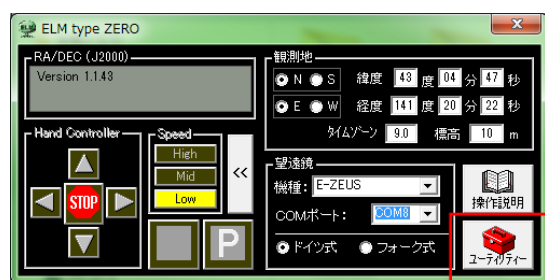 ELM type ZERO
RA/DEC (J2000)
Version 1.1.43
Hand Controller
STOP
Speed
High
Mid
Low
<<
P
観測地
N S 緯度 43 度 04 分 47 秒
E W 経度 141 度 20 分 22 秒
タイムゾーン 9.0 標高 10 m
望遠鏡
機種: E-ZEUS
COMポート: COM8
ドイツ式 フォーク式
操作説明
ユーティリティー